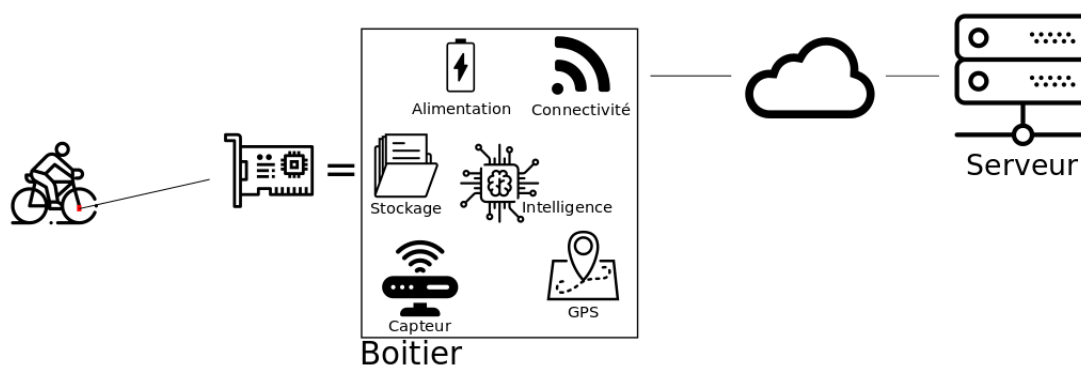 Alimentation
Connectivité
Stockage
Intelligence
Capteur
GPS
Boitier
Serveur